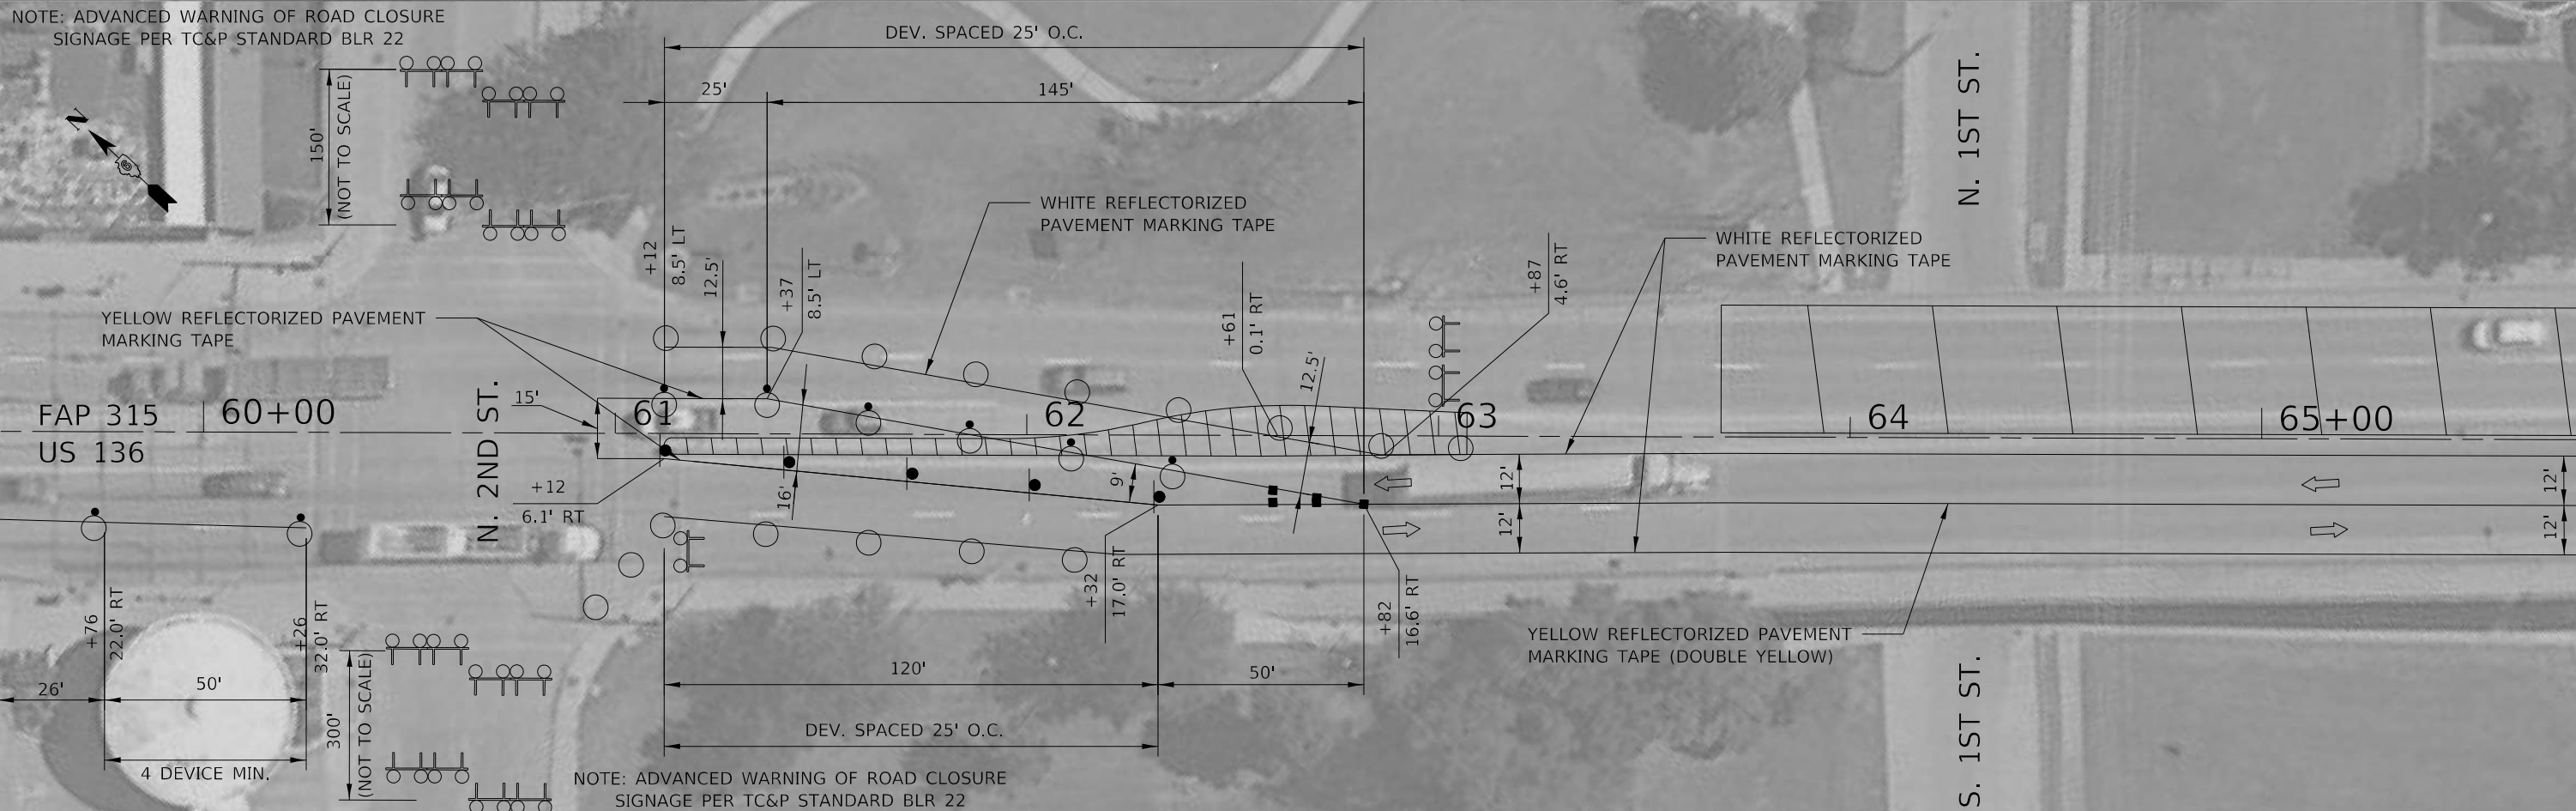 NOTE: ADVANCED WARNING OF ROAD CLOSURE
SIGNAGE PER TC&P STANDARD BLR 22
DEV. SPACED 25' O.C.
25'
145'
150'
(NOT TO SCALE)
N
WHITE REFLECTORIZED
PAVEMENT MARKING TAPE
N. 1ST ST.
WHITE REFLECTORIZED
PAVEMENT MARKING TAPE
+12
8.5' LT
12.5'
+37
8.5' LT
+61
0.1' RT
12.5'
+87
4.6' RT
YELLOW REFLECTORIZED PAVEMENT
MARKING TAPE
FAP 315
US 136
60+00
N. 2ND ST.
15'
61
62
63
64
65+00
+12
6.1' RT
16'
9'
12'
12'
12'
12'
+76
22.0' RT
+26
32.0' RT
+32
17.0' RT
+82
16.6' RT
YELLOW REFLECTORIZED PAVEMENT
MARKING TAPE (DOUBLE YELLOW)
S. 1ST ST.
26'
50'
4 DEVICE MIN.
300'
(NOT TO SCALE)
120'
50'
DEV. SPACED 25' O.C.
NOTE: ADVANCED WARNING OF ROAD CLOSURE
SIGNAGE PER TC&P STANDARD BLR 22